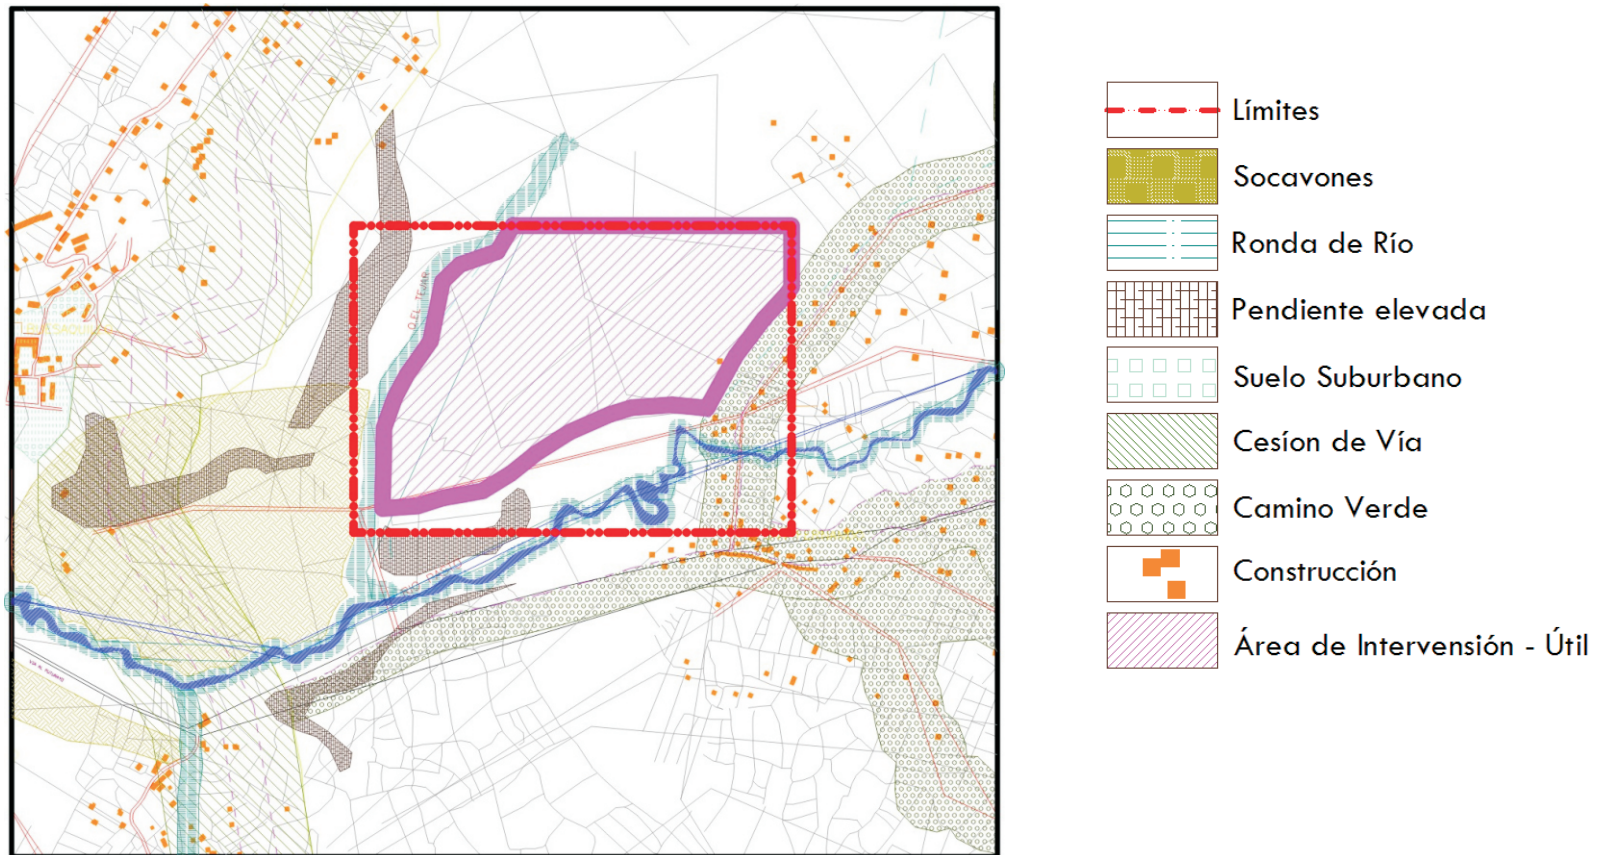 Límites
Socavones
Ronda de Río
Pendiente elevada
Suelo Suburbano
Cesíon de Vía
Camino Verde
Construcción
Área de Intervensión - Útil